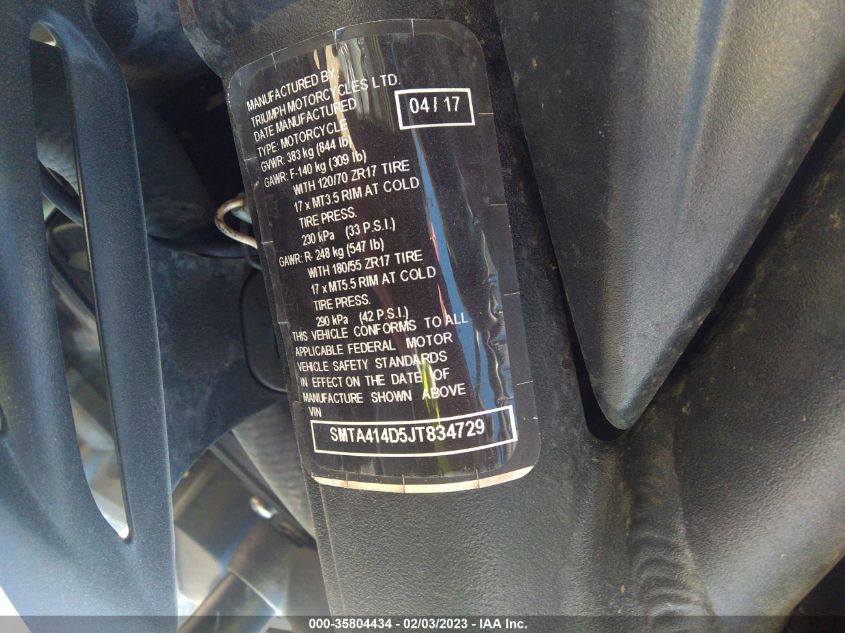 MANUFACTURED BY:
TRIUMPH MOTORCYCLES LTD.
DATE MANUFACTURED 04 / 17
TYPE: MOTORCYCLE
GVWR: 383 kg (844 lb)
GAWR: F-140 kg (309 lb)
WITH 120/70 ZR17 TIRE
17 x MT3.5 RIM AT COLD
TIRE PRESS.
230 kPa (33 P.S.I.)
GAWR: R- 248 kg (547 lb)
WITH 180/55 ZR17 TIRE
17 x MT5.5 RIM AT COLD
TIRE PRESS.
290 kPa (42 P.S.I.)
THIS VEHICLE CONFORMS TO ALL
APPLICABLE FEDERAL MOTOR
VEHICLE SAFETY STANDARDS
IN EFFECT ON THE DATE OF
MANUFACTURE SHOWN ABOVE
VIN
SMTA414D5JT834729
000-35804434 - 02/03/2023 - IAA Inc.